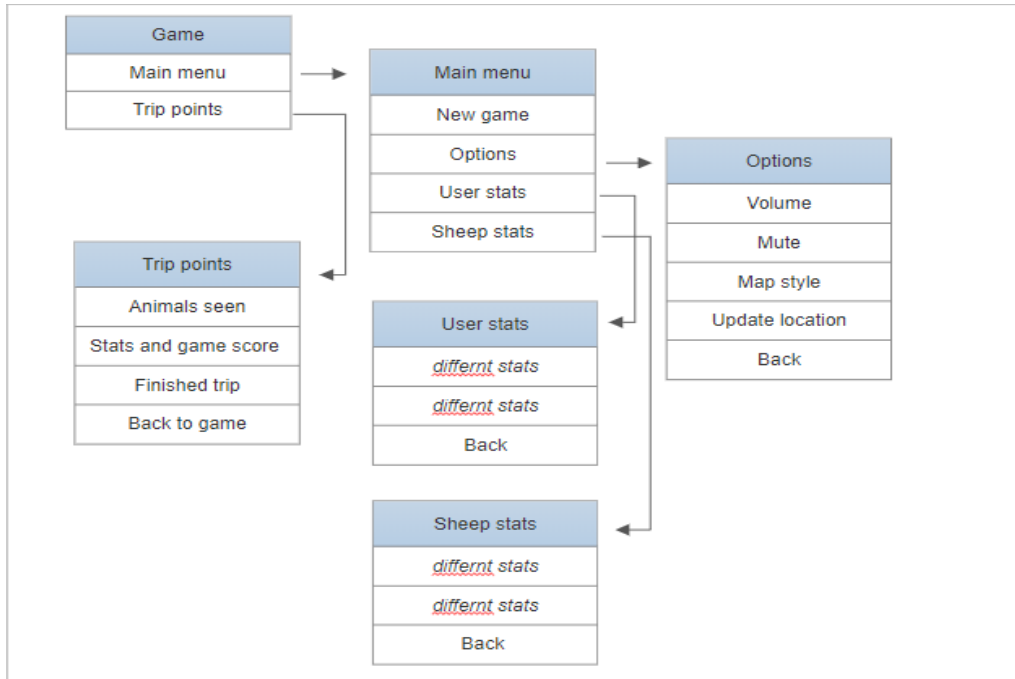 Game
Main menu
Trip points
Main menu
New game
Options
User stats
Sheep stats
Options
Volume
Mute
Map style
Update location
Back
Trip points
Animals seen
Stats and game score
Finished trip
Back to game
User stats
differnt stats
differnt stats
Back
Sheep stats
differnt stats
differnt stats
Back